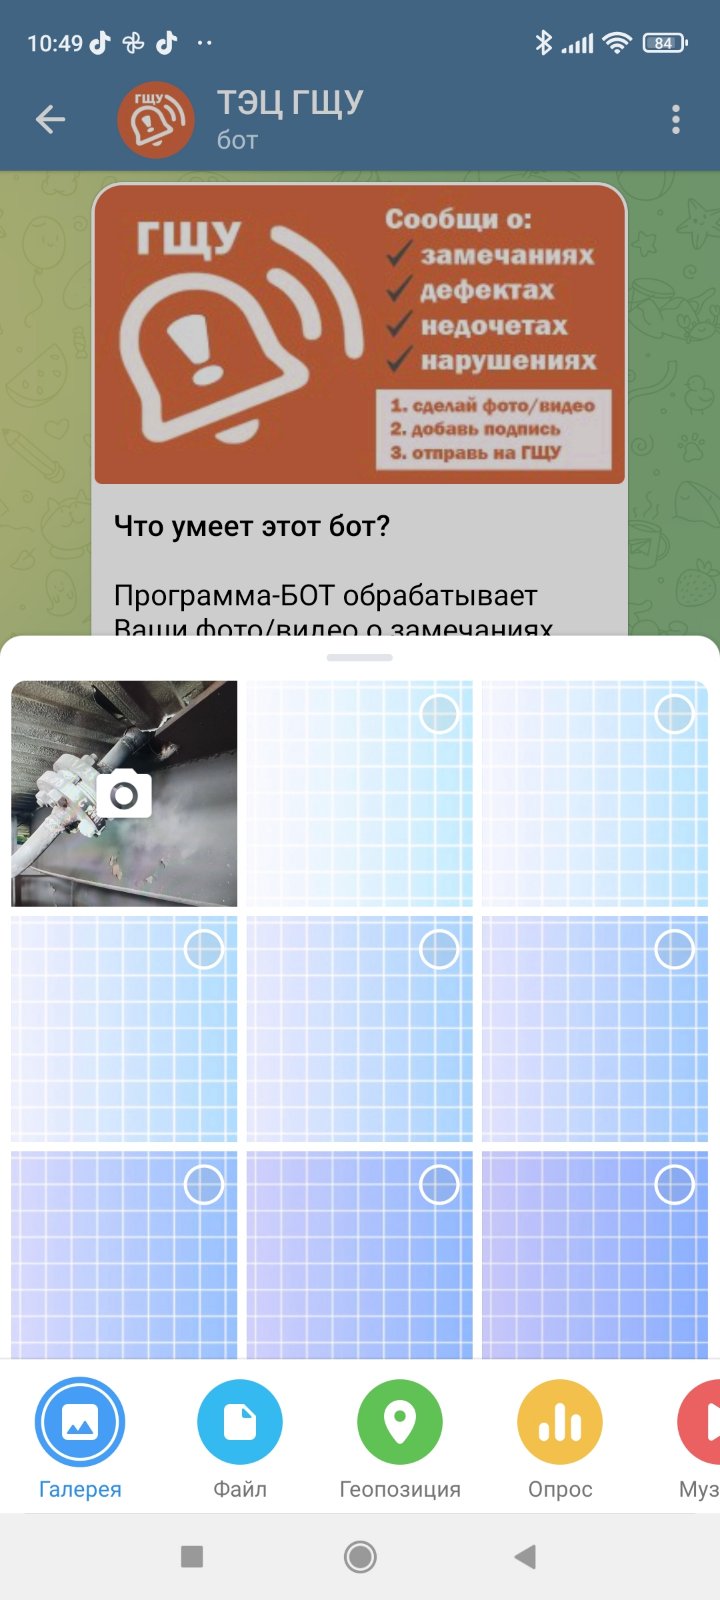 10:49
84
ТЭЦ ГЩУ
бот
ГЩУ
ГЩУ
Сообщи о:
замечаниях
дефектах
недочетах
нарушениях
1. сделай фото/видео
2. добавь подпись
3. отправь на ГЩУ
Что умеет этот бот?
Программа-БОТ обрабатывает
Ваши фото/видео о замечаниях
Галерея
Файл
Геопозиция
Опрос
Муз